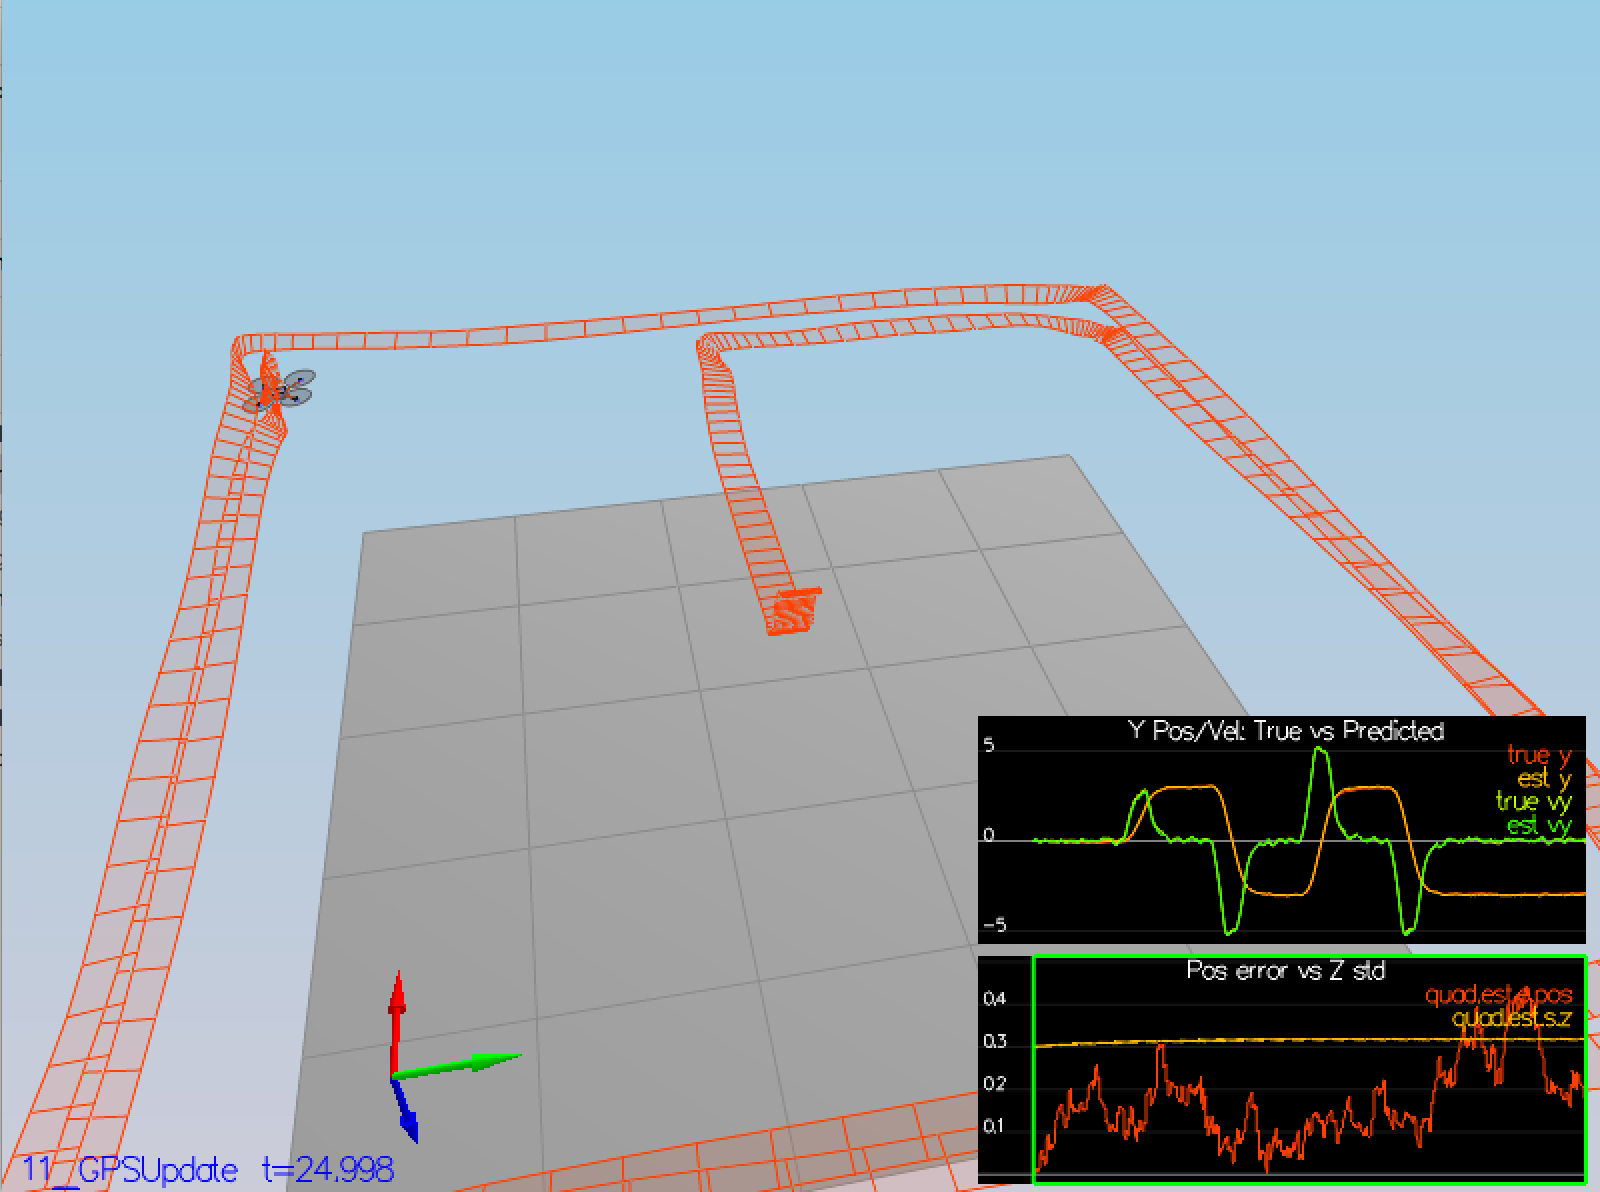 Y Pos/Vel: True vs Predicted
5
true y
est y
true vy
est vy
0
-5
Pos error vs Z std
quad.est.e.pos
0.4
quad.est.s.z
0.3
0.2
0.1
11_GPSUpdate t=24.998